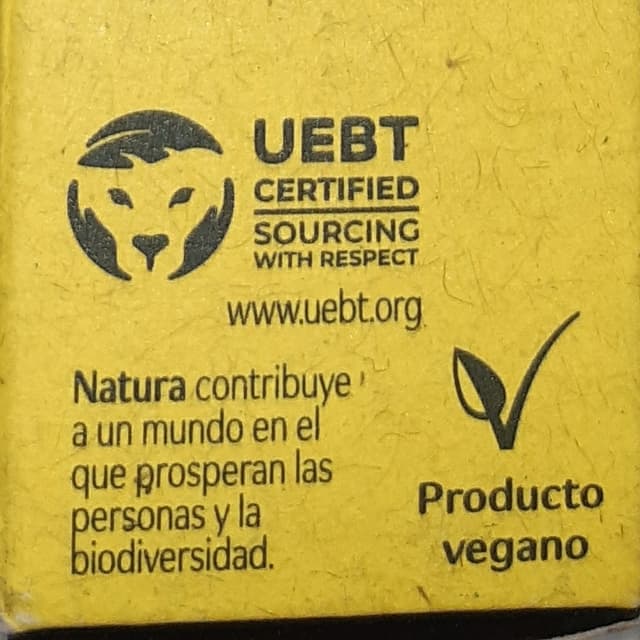 UEBT
CERTIFIED
SOURCING
WITH RESPECT
www.uebt.org
Natura contribuye
a un mundo en el
que prosperan las
personas y la
biodiversidad.
Producto
vegano